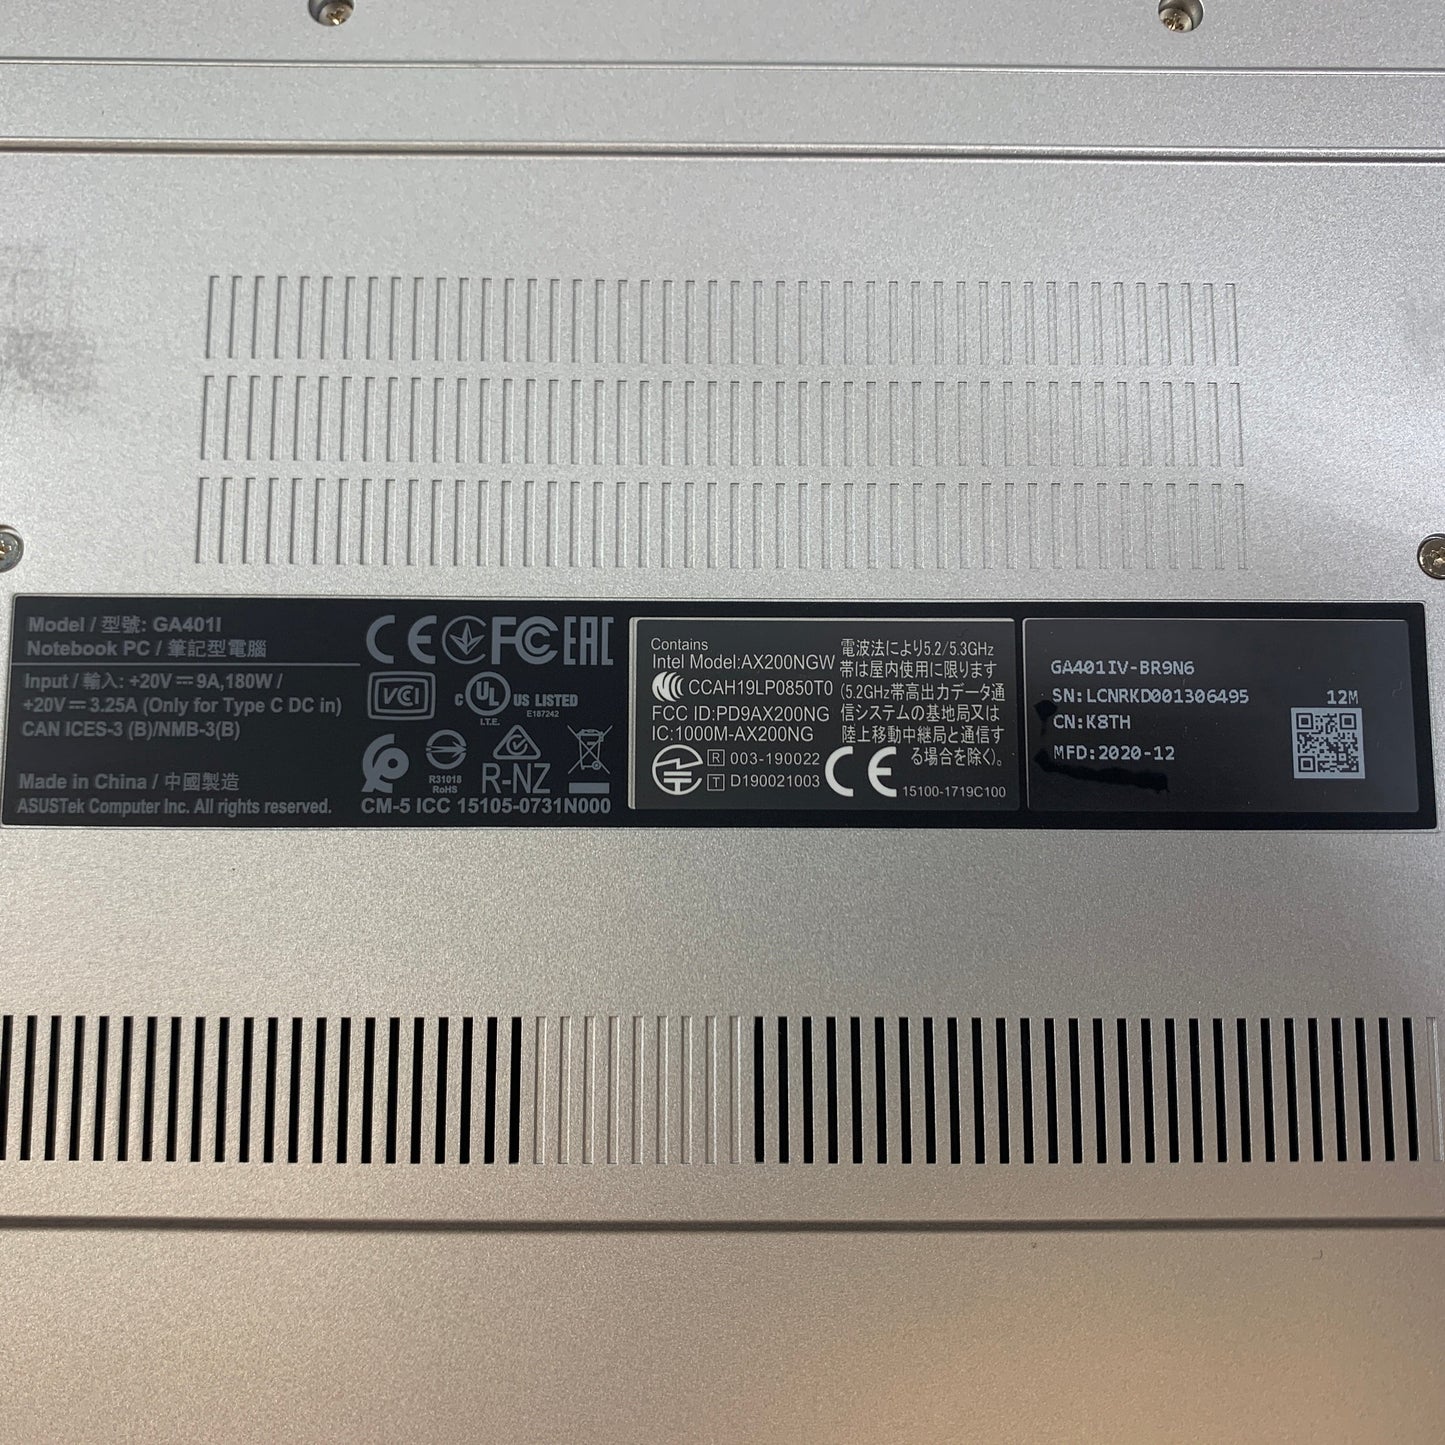 Model / 型號: GA401I
Notebook PC / 筆記型電腦
Input / 輸入: +20V⎓9A,180W /
+20V⎓3.25A (Only for Type C DC in)
CAN ICES-3 (B)/NMB-3(B)
Made in China / 中國製造
ASUSTek Computer Inc. All rights reserved.
CE FC EAC
VCI
c UL US LISTED
I.T.E.
E187242
R31018
RoHS
R-NZ
CM-5 ICC 15105-0731N000
Contains
Intel Model:AX200NGW
CCAH19LP0850T0
FCC ID:PD9AX200NG
IC:1000M-AX200NG
R 003-190022
T D190021003
電波法により5.2/5.3GHz
帯は屋内使用に限ります
(5.2GHz帯高出力データ通
信システムの基地局又は
陸上移動中継局と通信す
る場合を除く)。
CE
15100-1719C100
GA401IV-BR9N6
SN:LCNRKD001306495
12M
CN:K8TH
MFD:2020-12